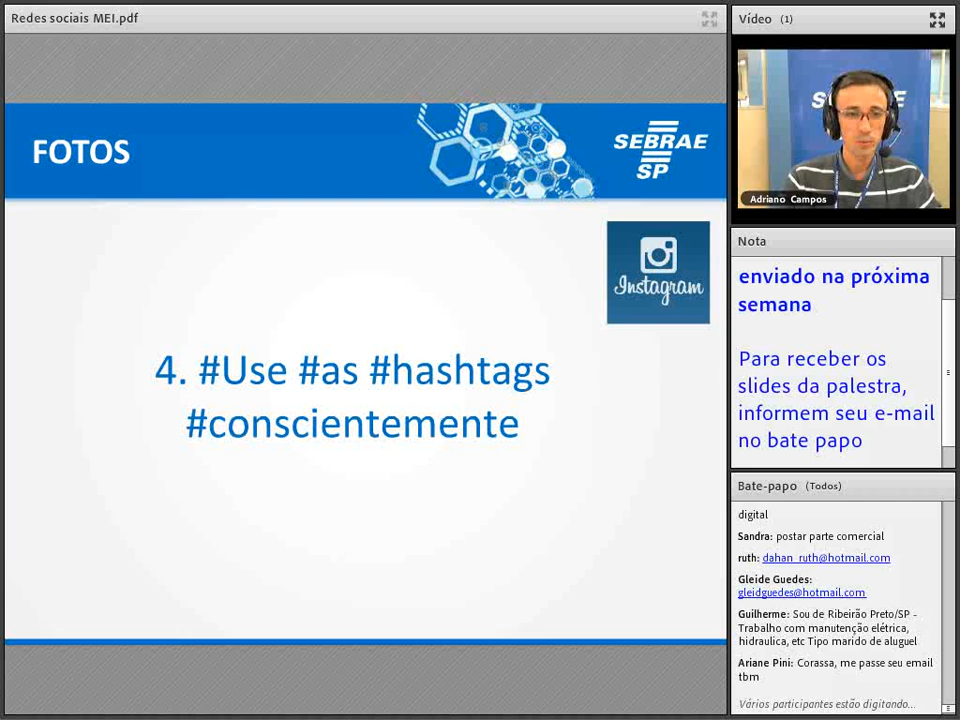 Redes sociais MEI.pdf
FOTOS
SEBRAE
SP
Instagram
4. #Use #as #hashtags
#conscientemente
Vídeo (1)
Adriano Campos
Nota
enviado na próxima
semana
Para receber os
slides da palestra,
informem seu e-mail
no bate papo
Bate-papo (Todos)
digital
Sandra: postar parte comercial
ruth: dahan_ruth@hotmail.com
Gleide Guedes:
gleidguedes@hotmail.com
Guilherme: Sou de Ribeirão Preto/SP -
Trabalho com manutenção elétrica,
hidraulica, etc Tipo marido de aluguel
Ariane Pini: Corassa, me passe seu email
tbm
Vários participantes estão digitando...